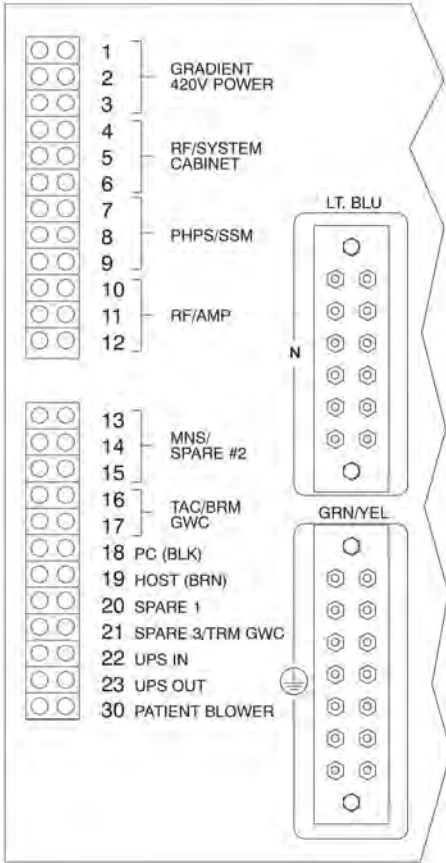 1
2
3
GRADIENT
420V POWER
4
5
6
RF/SYSTEM
CABINET
7
8
9
PHPS/SSM
10
11
12
RF/AMP
13
14
15
MNS/
SPARE #2
16
17
TAC/BRM
GWC
18 PC (BLK)
19 HOST (BRN)
20 SPARE 1
21 SPARE 3/TRM GWC
22 UPS IN
23 UPS OUT
30 PATIENT BLOWER
LT. BLU
N
GRN/YEL